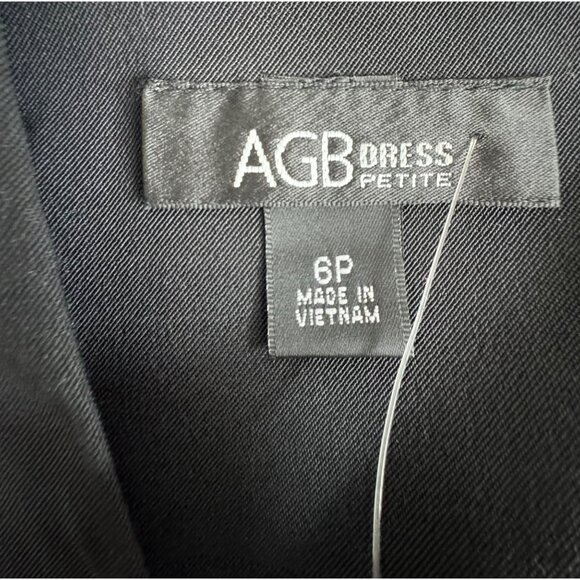 AGB DRESS
PETITE
6P
MADE IN
VIETNAM